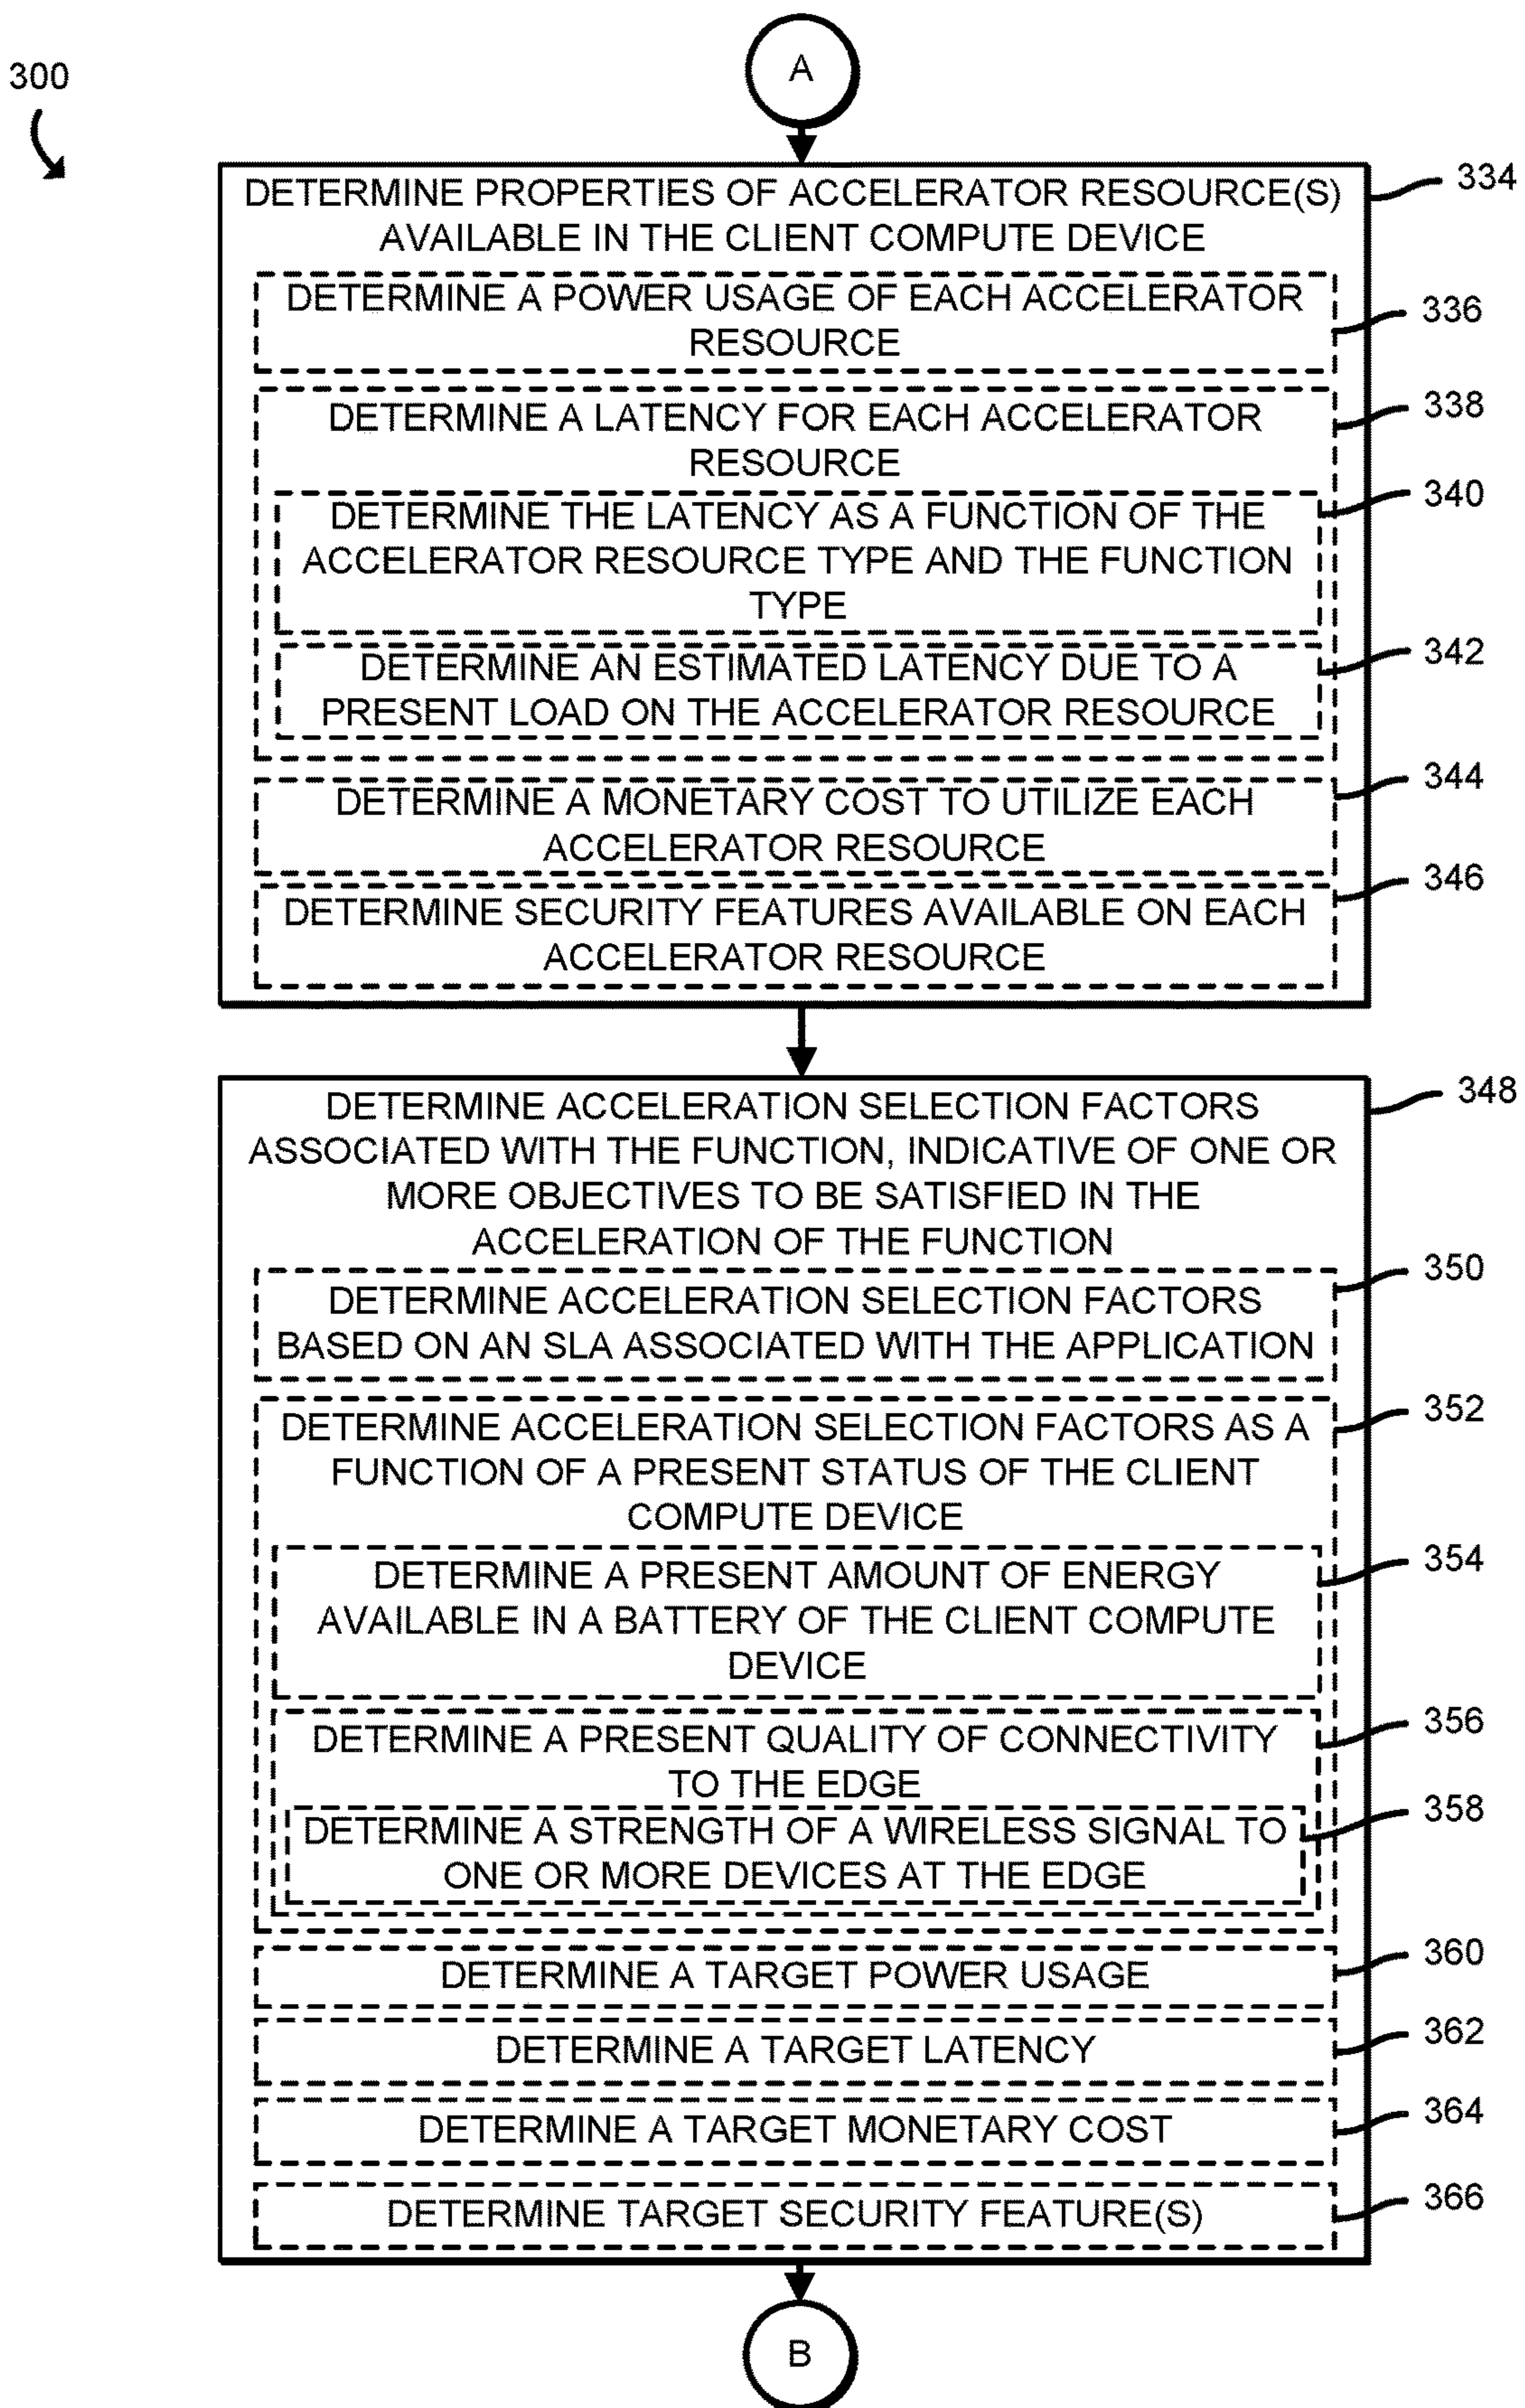 A
300
DETERMINE PROPERTIES OF ACCELERATOR RESOURCE(S)
AVAILABLE IN THE CLIENT COMPUTE DEVICE
334
DETERMINE A POWER USAGE OF EACH ACCELERATOR
RESOURCE
336
DETERMINE A LATENCY FOR EACH ACCELERATOR
RESOURCE
338
DETERMINE THE LATENCY AS A FUNCTION OF THE
ACCELERATOR RESOURCE TYPE AND THE FUNCTION
TYPE
340
DETERMINE AN ESTIMATED LATENCY DUE TO A
PRESENT LOAD ON THE ACCELERATOR RESOURCE
342
DETERMINE A MONETARY COST TO UTILIZE EACH
ACCELERATOR RESOURCE
344
DETERMINE SECURITY FEATURES AVAILABLE ON EACH
ACCELERATOR RESOURCE
346
DETERMINE ACCELERATION SELECTION FACTORS
ASSOCIATED WITH THE FUNCTION, INDICATIVE OF ONE OR
MORE OBJECTIVES TO BE SATISFIED IN THE
ACCELERATION OF THE FUNCTION
348
DETERMINE ACCELERATION SELECTION FACTORS
BASED ON AN SLA ASSOCIATED WITH THE APPLICATION
350
DETERMINE ACCELERATION SELECTION FACTORS AS A
FUNCTION OF A PRESENT STATUS OF THE CLIENT
COMPUTE DEVICE
352
DETERMINE A PRESENT AMOUNT OF ENERGY
AVAILABLE IN A BATTERY OF THE CLIENT COMPUTE
DEVICE
354
DETERMINE A PRESENT QUALITY OF CONNECTIVITY
TO THE EDGE
356
DETERMINE A STRENGTH OF A WIRELESS SIGNAL TO
ONE OR MORE DEVICES AT THE EDGE
358
DETERMINE A TARGET POWER USAGE
360
DETERMINE A TARGET LATENCY
362
DETERMINE A TARGET MONETARY COST
364
DETERMINE TARGET SECURITY FEATURE(S)
366
B